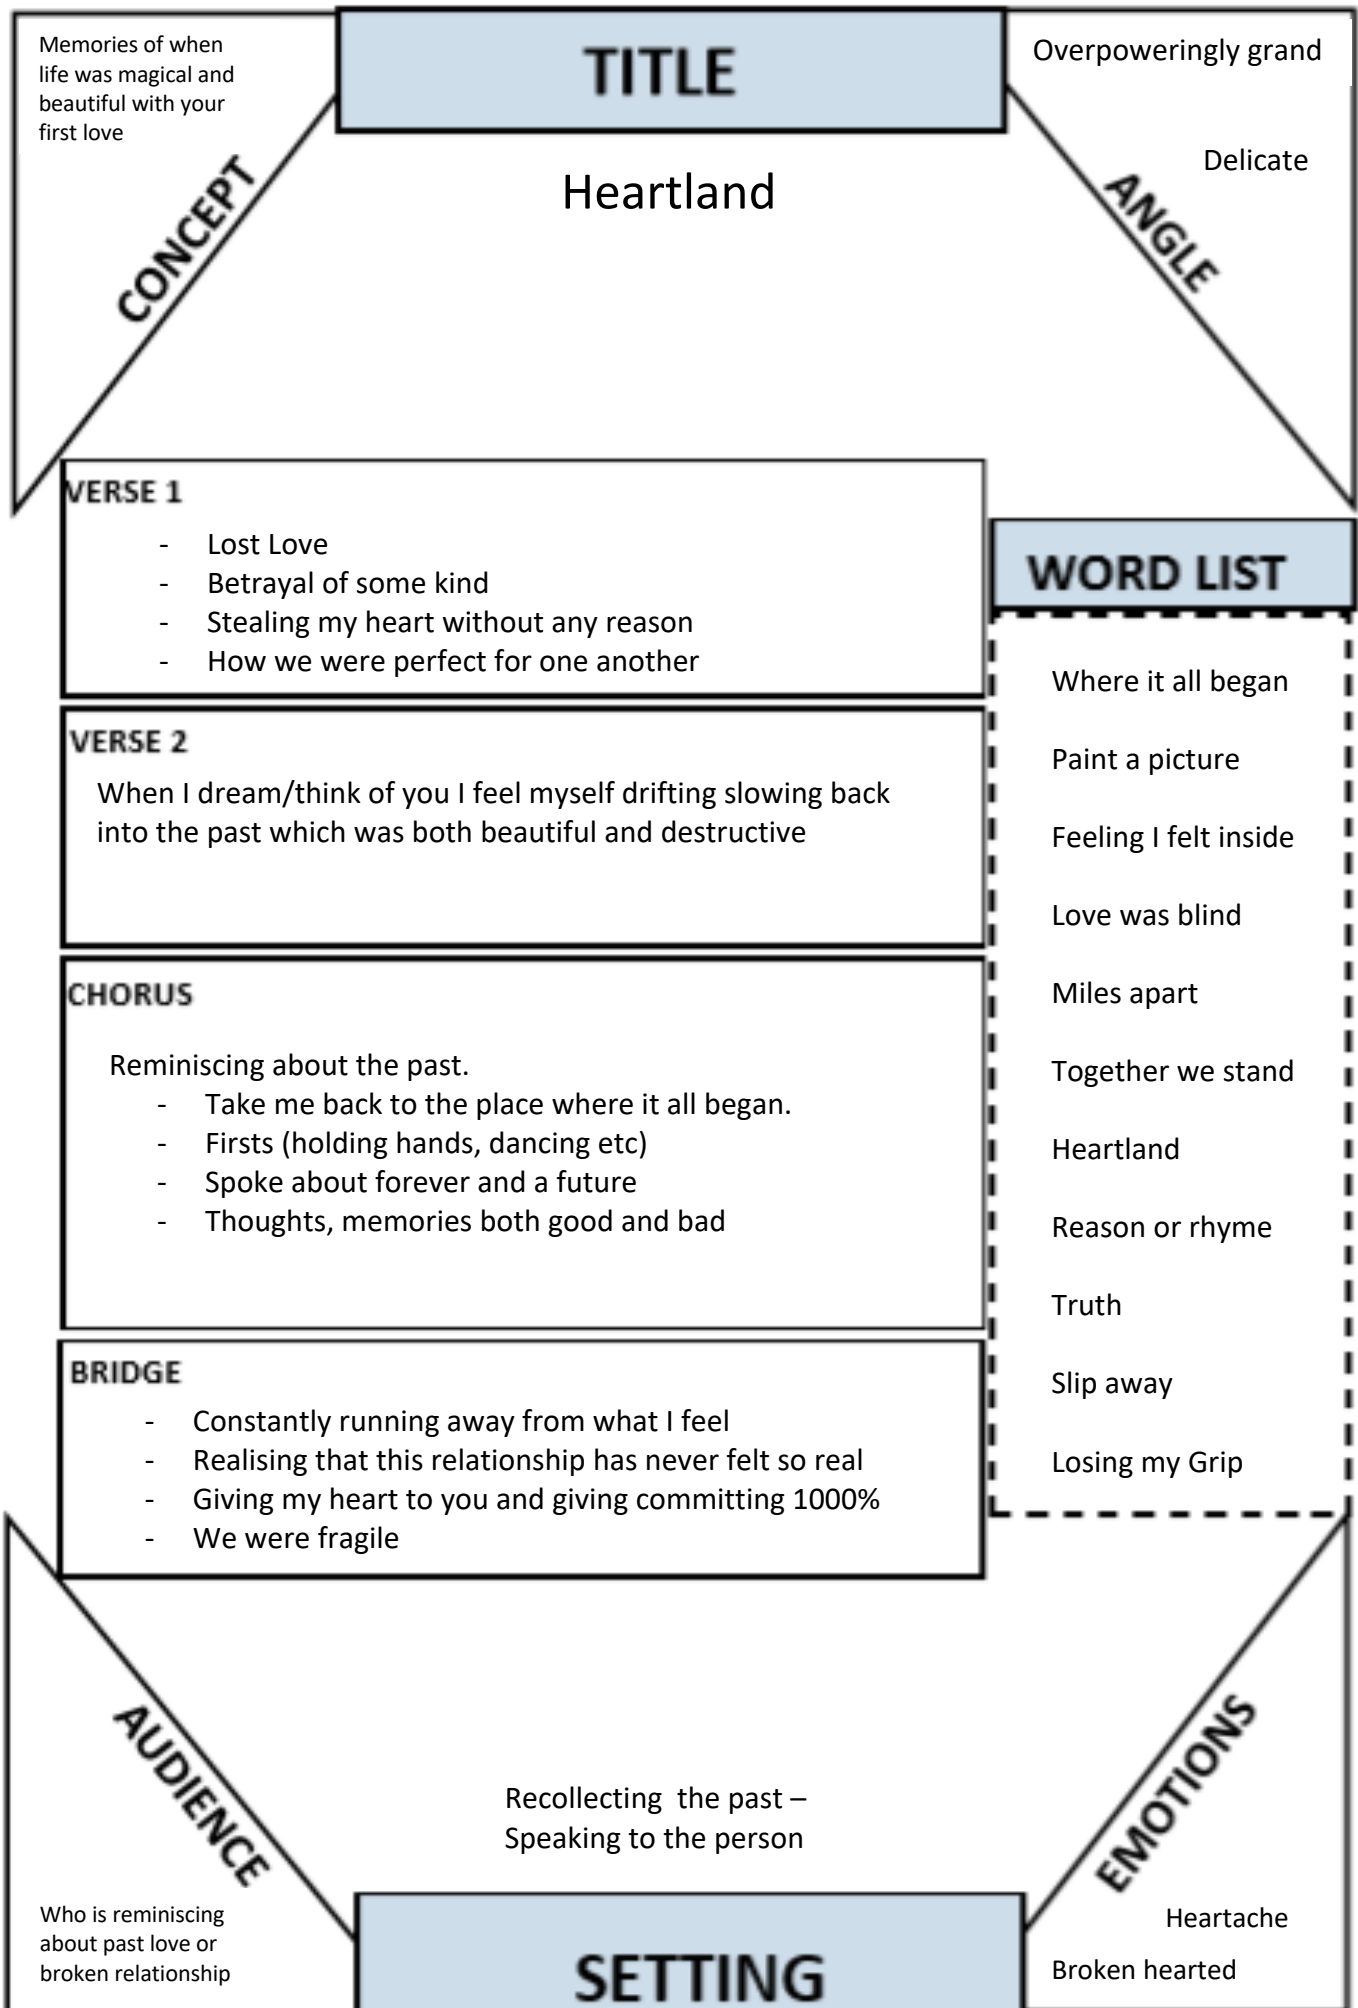 Memories of when
life was magical and
beautiful with your
first love
CONCEPT
TITLE
Heartland
Overpoweringly grand
Delicate
ANGLE
VERSE 1
- Lost Love
- Betrayal of some kind
- Stealing my heart without any reason
- How we were perfect for one another
VERSE 2
When I dream/think of you I feel myself drifting slowing back
into the past which was both beautiful and destructive
CHORUS
Reminiscing about the past.
- Take me back to the place where it all began.
- Firsts (holding hands, dancing etc)
- Spoke about forever and a future
- Thoughts, memories both good and bad
BRIDGE
- Constantly running away from what I feel
- Realising that this relationship has never felt so real
- Giving my heart to you and giving committing 1000%
- We were fragile
WORD LIST
Where it all began
Paint a picture
Feeling I felt inside
Love was blind
Miles apart
Together we stand
Heartland
Reason or rhyme
Truth
Slip away
Losing my Grip
AUDIENCE
Who is reminiscing
about past love or
broken relationship
Recollecting the past –
Speaking to the person
SETTING
EMOTIONS
Heartache
Broken hearted